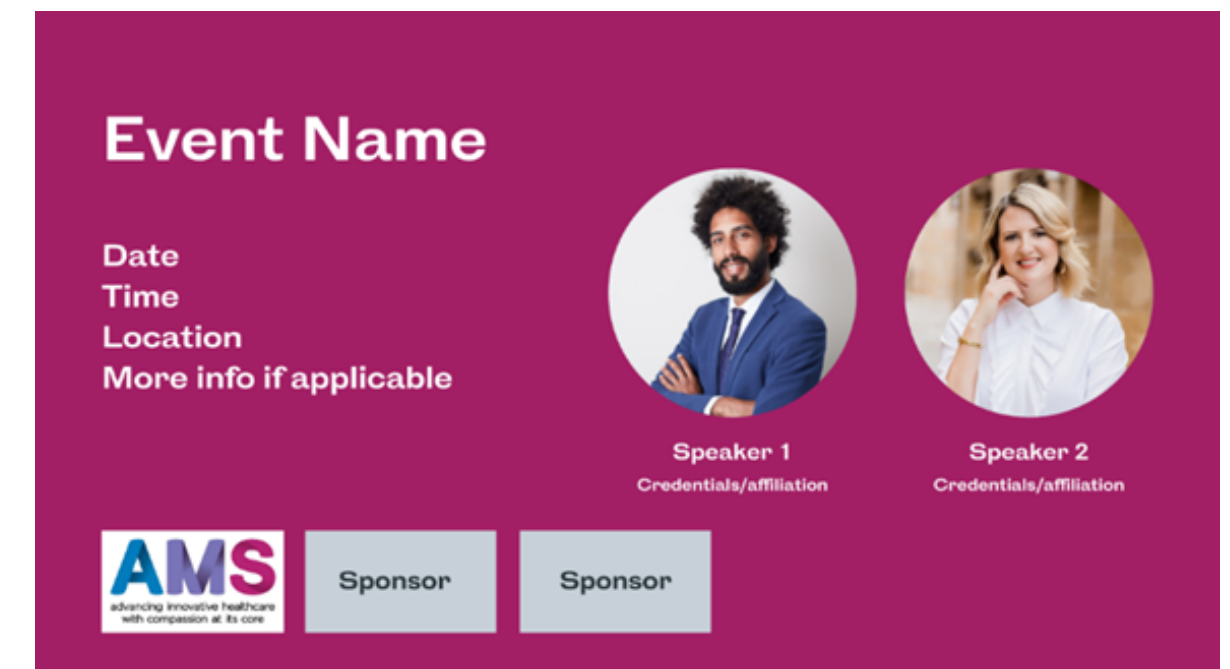 Event Name
Date
Time
Location
More info if applicable
Speaker 1
Credentials/affiliation
Speaker 2
Credentials/affiliation
AMS
advancing innovative healthcare
with compassion at its core
Sponsor
Sponsor